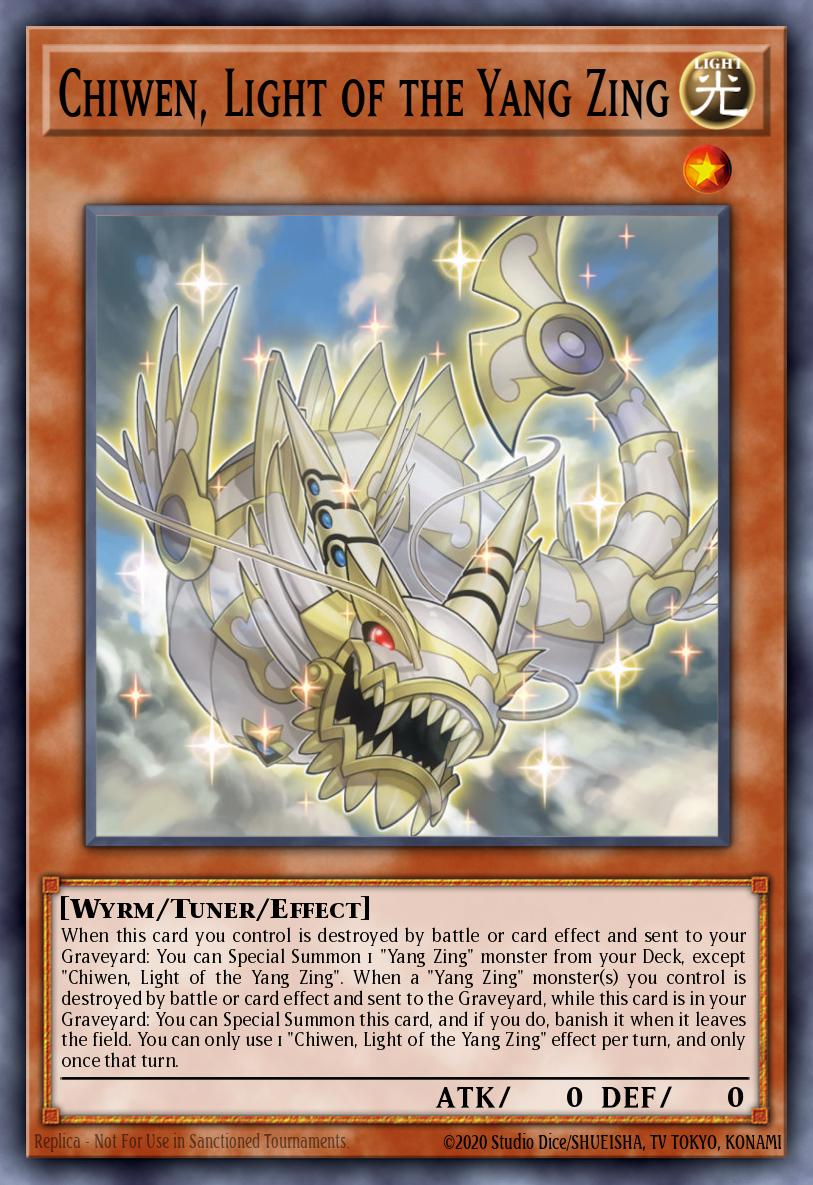 Chiwen, Light of the Yang Zing
LIGHT
光
[Wyrm/Tuner/Effect]
When this card you control is destroyed by battle or card effect and sent to your
Graveyard: You can Special Summon 1 "Yang Zing" monster from your Deck, except
"Chiwen, Light of the Yang Zing". When a "Yang Zing" monster(s) you control is
destroyed by battle or card effect and sent to the Graveyard, while this card is in your
Graveyard: You can Special Summon this card, and if you do, banish it when it leaves
the field. You can only use 1 "Chiwen, Light of the Yang Zing" effect per turn, and only
once that turn.
ATK/ 0 DEF/ 0
Replica - Not For Use in Sanctioned Tournaments. ©2020 Studio Dice/SHUEISHA, TV TOKYO, KONAMI